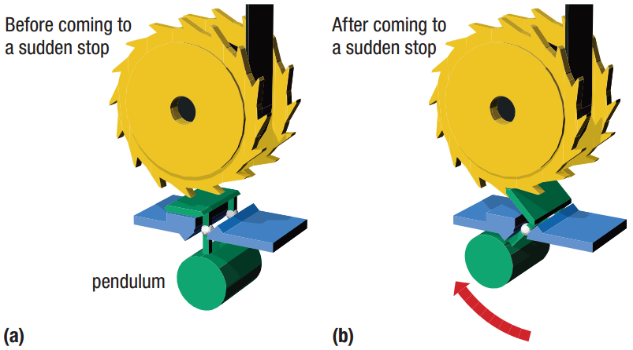 Before coming to
a sudden stop
After coming to
a sudden stop
pendulum
(a)
(b)